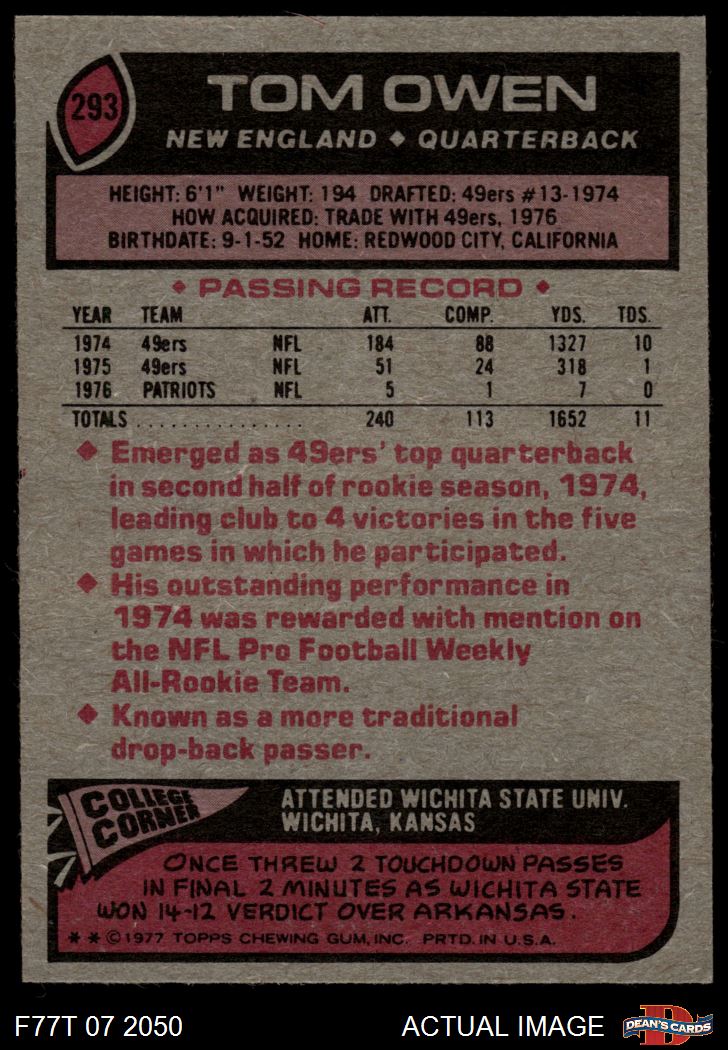 293
TOM OWEN
NEW ENGLAND ◆ QUARTERBACK
HEIGHT: 6'1" WEIGHT: 194 DRAFTED: 49ers #13-1974
HOW ACQUIRED: TRADE WITH 49ers, 1976
BIRTHDATE: 9-1-52 HOME: REDWOOD CITY, CALIFORNIA
◆ PASSING RECORD ◆
YEAR TEAM ATT. COMP. YDS. TDS.
1974 49ers NFL 184 88 1327 10
1975 49ers NFL 51 24 318 1
1976 PATRIOTS NFL 5 1 7 0
TOTALS ............... 240 113 1652 11
◆ Emerged as 49ers' top quarterback
in second half of rookie season, 1974,
leading club to 4 victories in the five
games in which he participated.
◆ His outstanding performance in
1974 was rewarded with mention on
the NFL Pro Football Weekly
All-Rookie Team.
◆ Known as a more traditional
drop-back passer.
COLLEGE
CORNER
ATTENDED WICHITA STATE UNIV.
WICHITA, KANSAS
ONCE THREW 2 TOUCHDOWN PASSES
IN FINAL 2 MINUTES AS WICHITA STATE
WON 14-12 VERDICT OVER ARKANSAS.
* * © 1977 TOPPS CHEWING GUM, INC. PRTD. IN U.S.A.
F77T 07 2050
ACTUAL IMAGE
D
DEAN'S CARDS